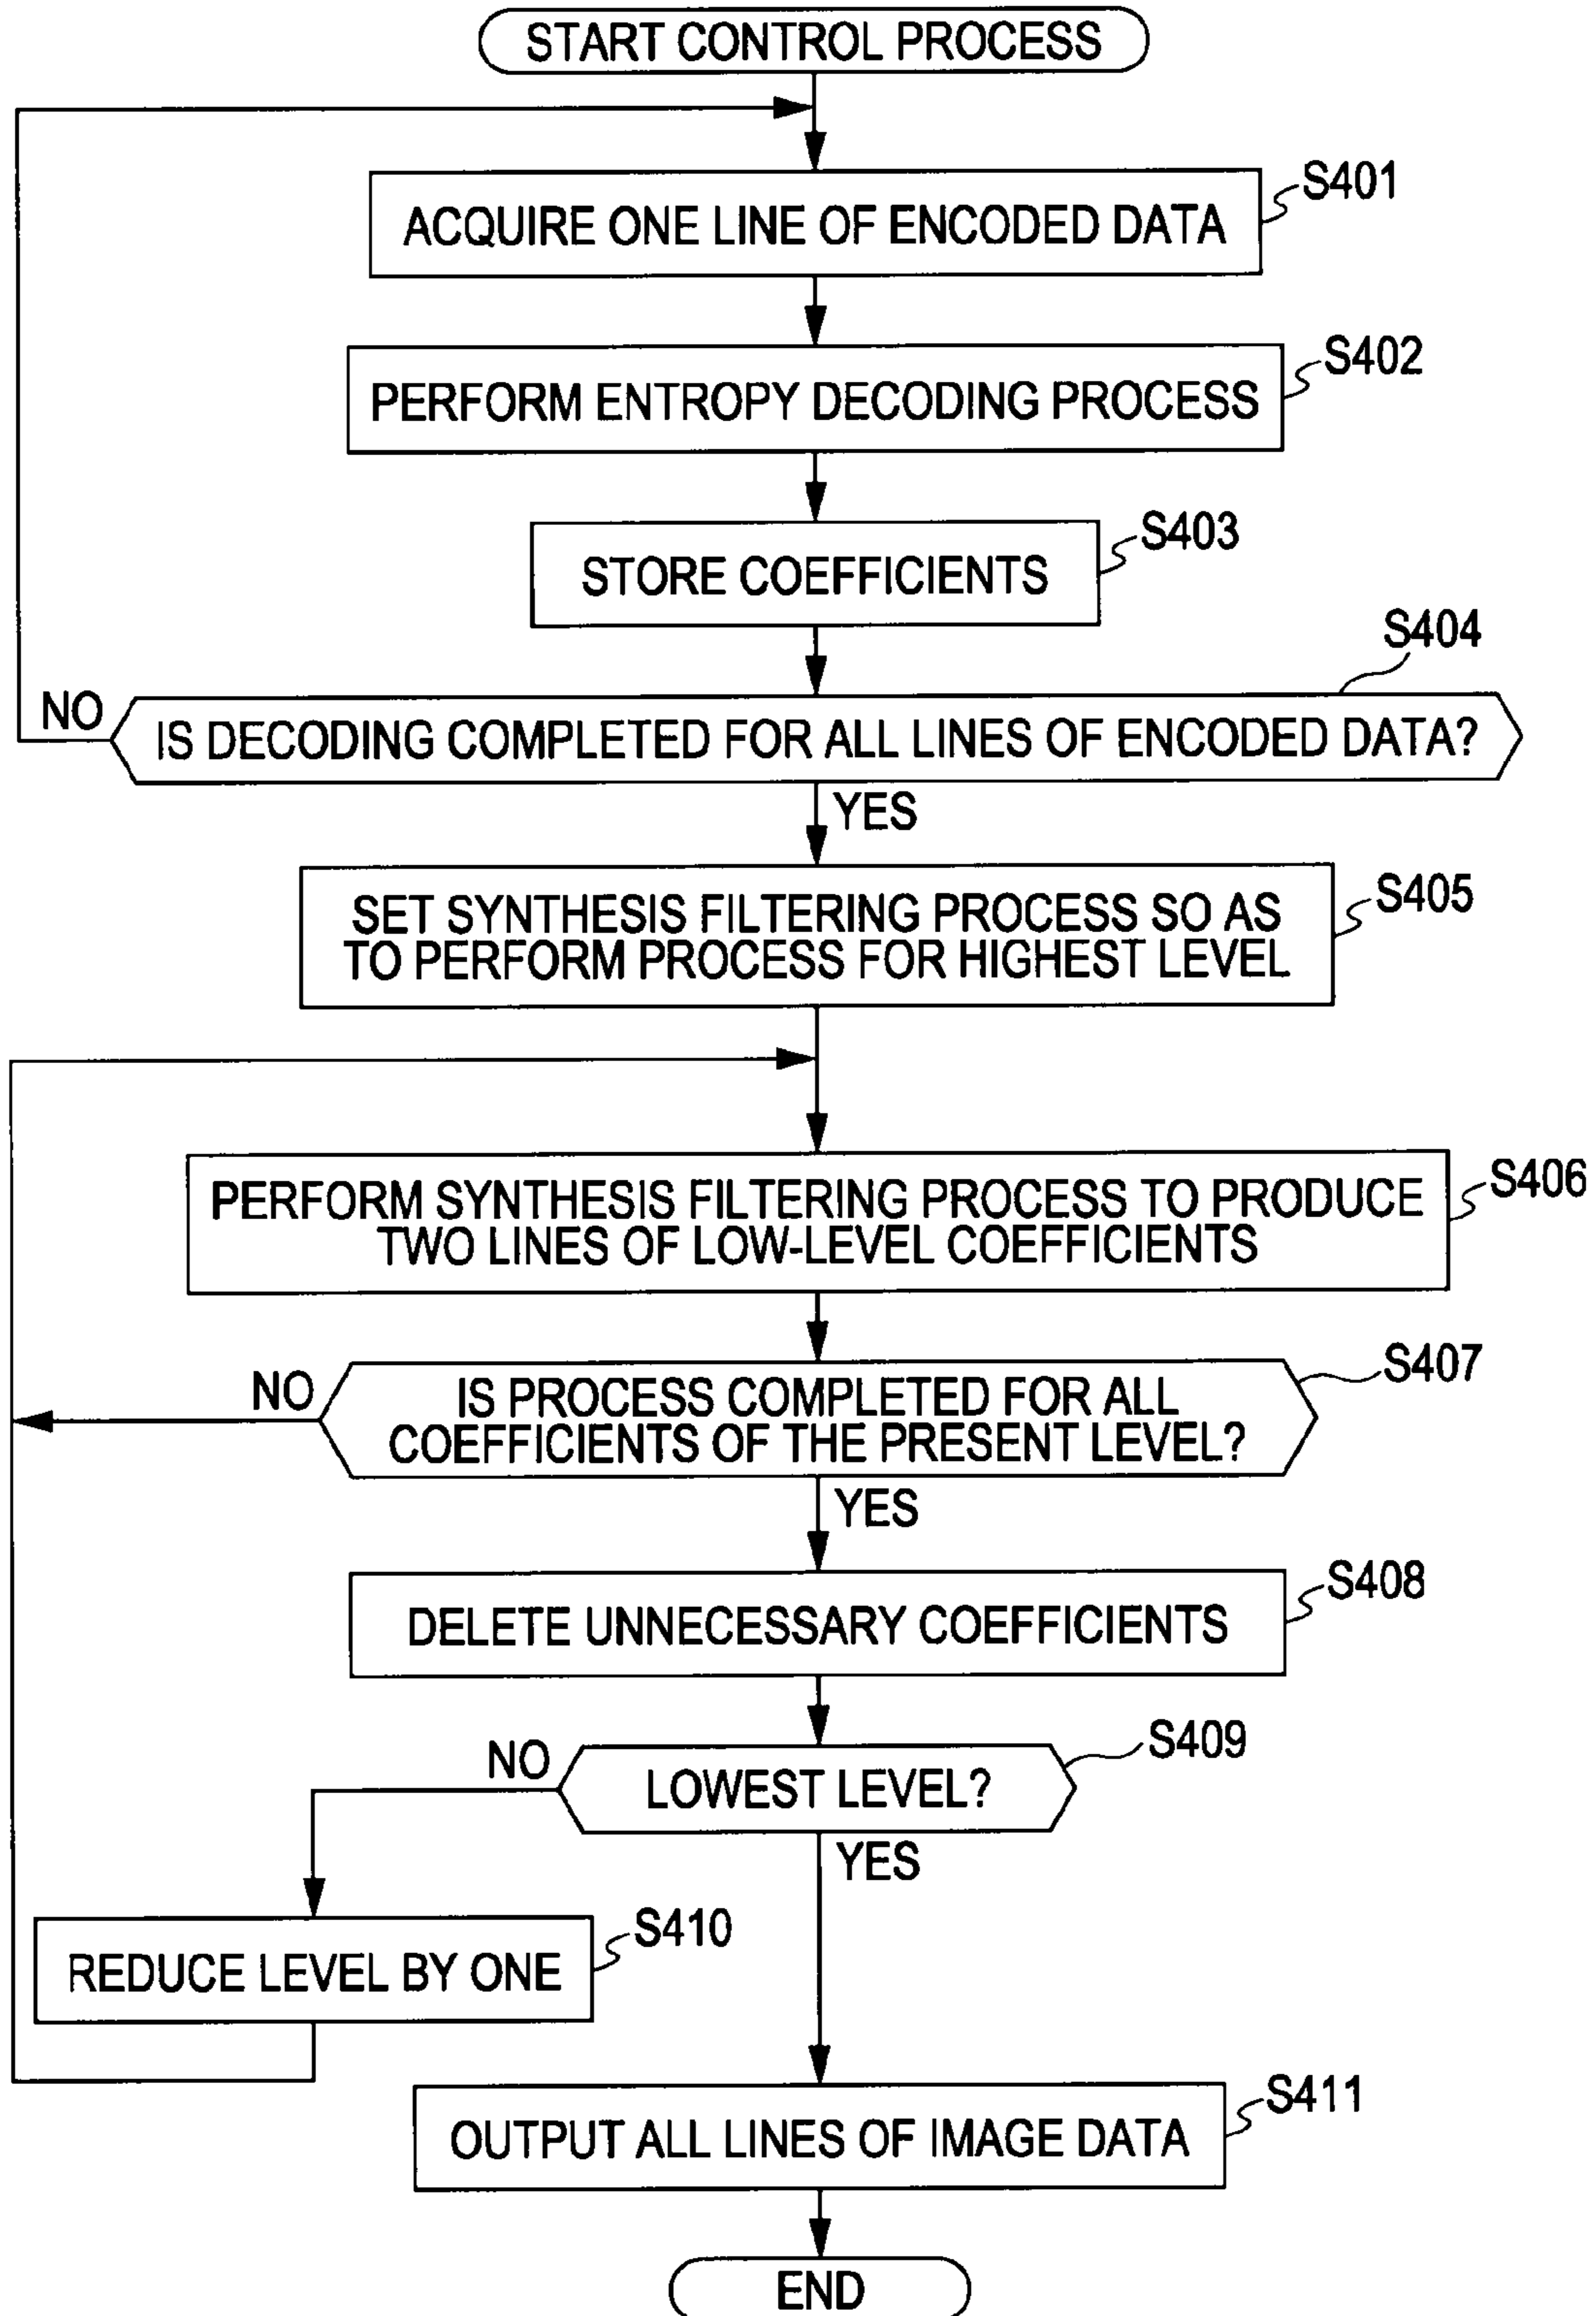 START CONTROL PROCESS
S401
ACQUIRE ONE LINE OF ENCODED DATA
S402
PERFORM ENTROPY DECODING PROCESS
S403
STORE COEFFICIENTS
S404
NO
IS DECODING COMPLETED FOR ALL LINES OF ENCODED DATA?
YES
S405
SET SYNTHESIS FILTERING PROCESS SO AS
TO PERFORM PROCESS FOR HIGHEST LEVEL
S406
PERFORM SYNTHESIS FILTERING PROCESS TO PRODUCE
TWO LINES OF LOW-LEVEL COEFFICIENTS
S407
NO
IS PROCESS COMPLETED FOR ALL
COEFFICIENTS OF THE PRESENT LEVEL?
YES
S408
DELETE UNNECESSARY COEFFICIENTS
S409
NO
LOWEST LEVEL?
YES
S410
REDUCE LEVEL BY ONE
S411
OUTPUT ALL LINES OF IMAGE DATA
END